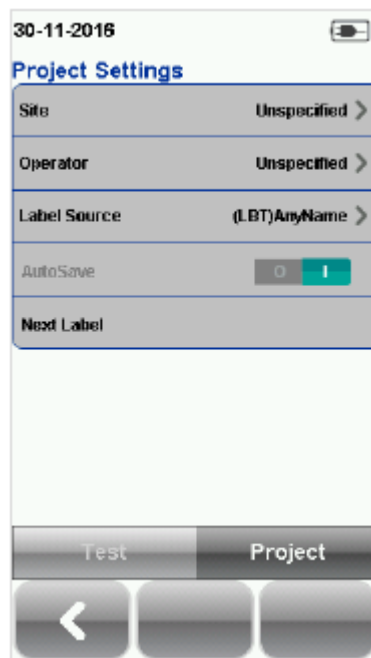 30-11-2016
Project Settings
Site Unspecified
Operator Unspecified
Label Source (LBT)AnyName
AutoSave O I
Next Label
Test Project